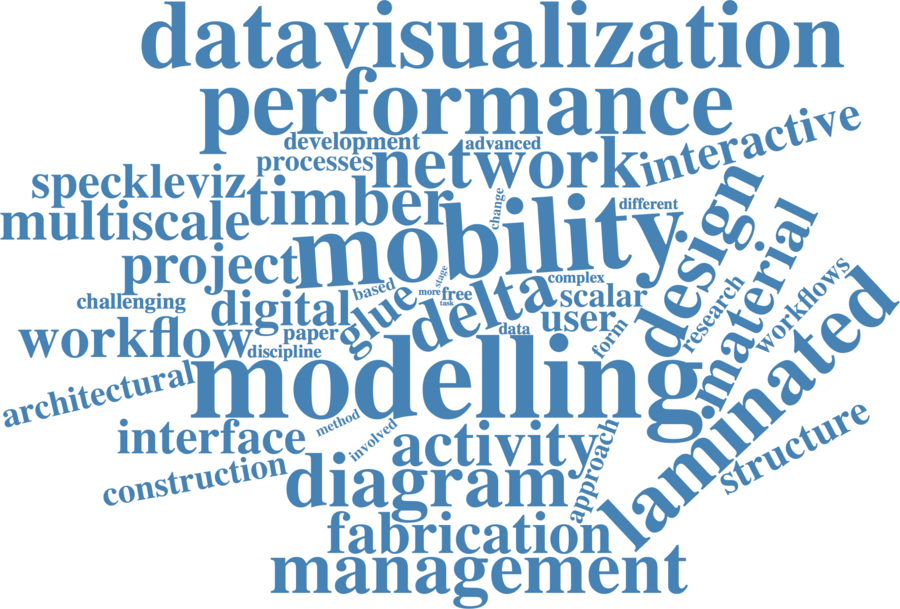 datavisualization
performance
development
advanced
interactive
processes
network
speckleviz
timber
change
different
design
multiscale
mobility
material
project
stage
complex
based
more
free
delta
scalar
challenging
digital
glue
task
research
workflows
user
data
form
workflow
paper
discipline
modelling
laminated
architectural
method
involved
interface
activity
approach
structure
construction
diagram
fabrication
management